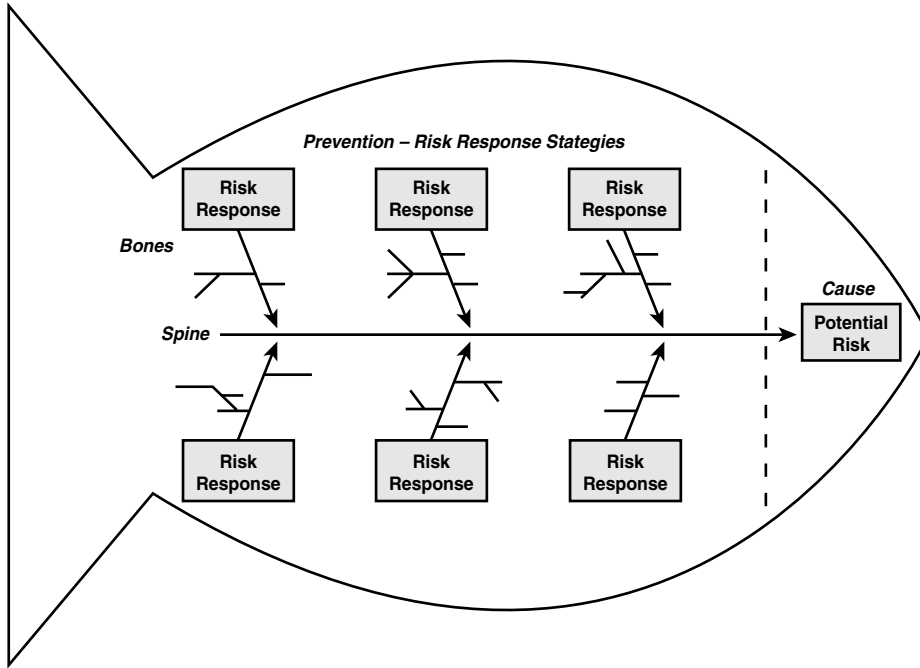 Prevention – Risk Response Stategies
Risk
Response
Risk
Response
Risk
Response
Bones
Spine
Cause
Potential
Risk
Risk
Response
Risk
Response
Risk
Response